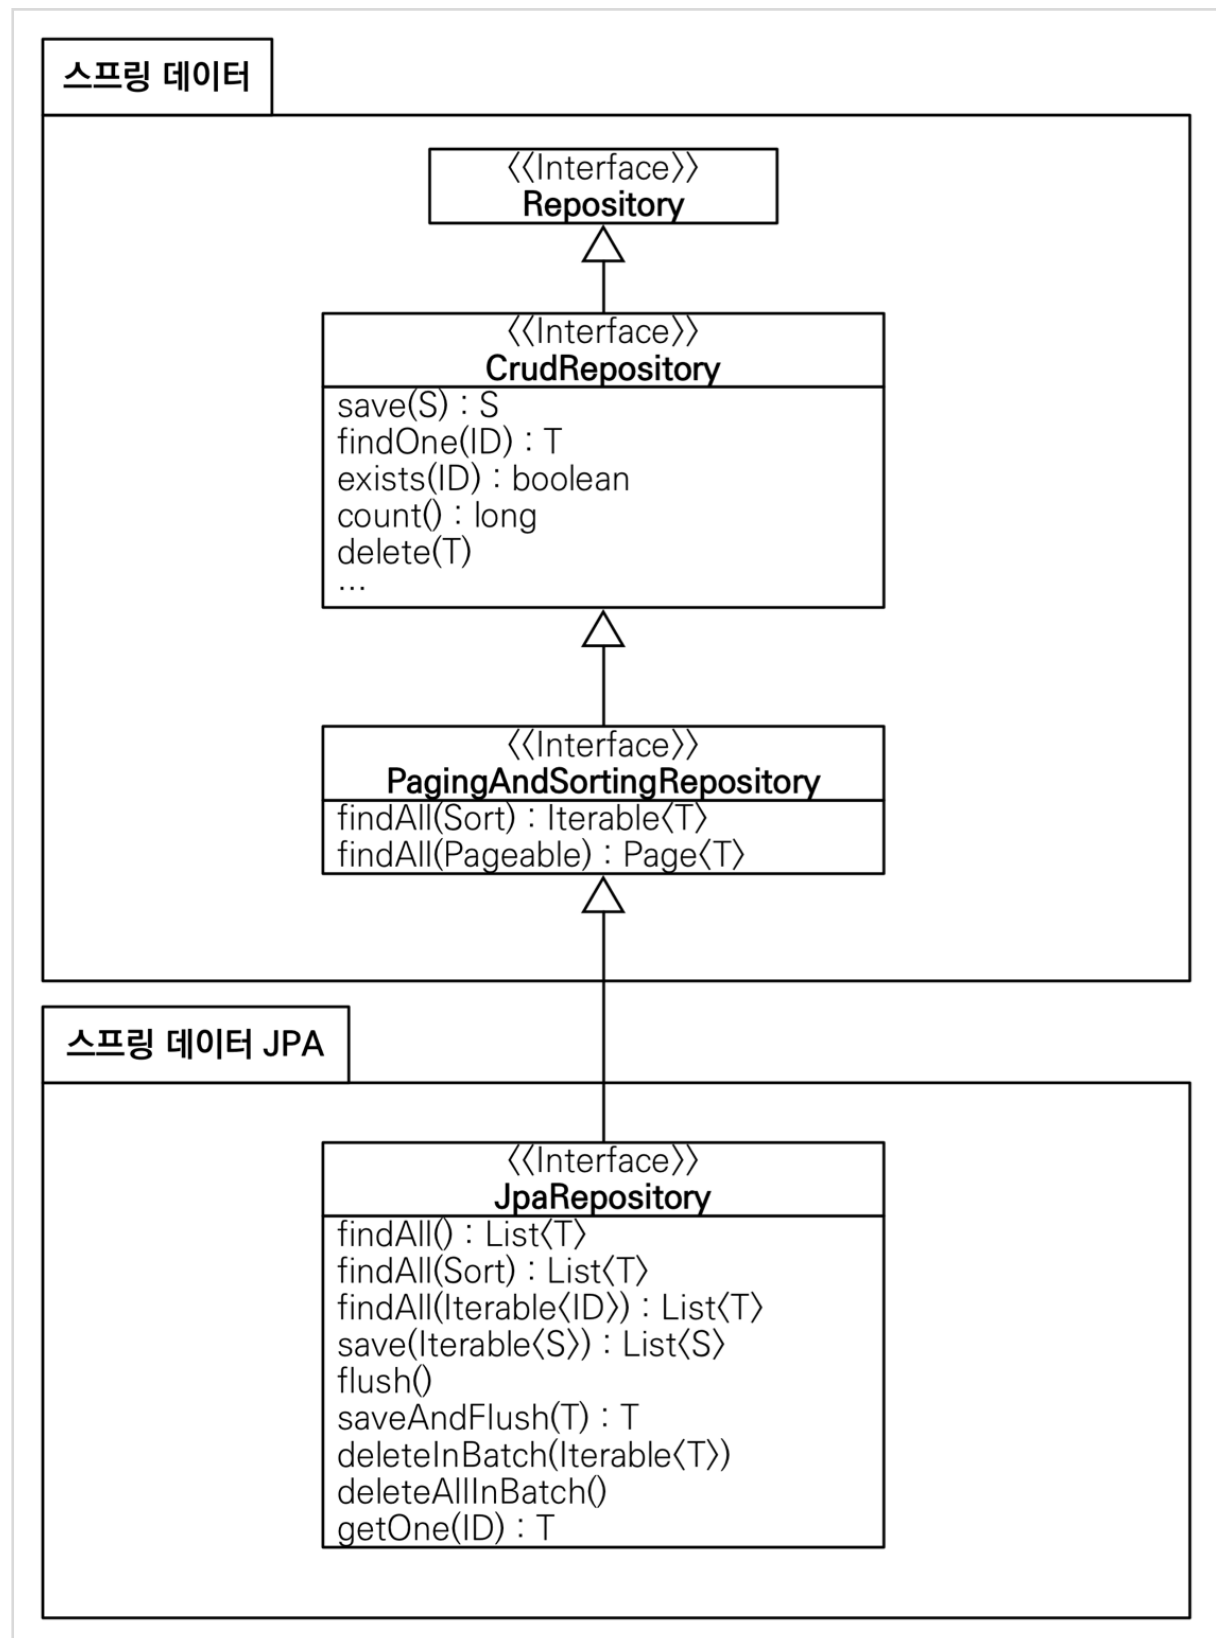 스프링 데이터
〈〈Interface〉〉
Repository
〈〈Interface〉〉
CrudRepository
save(S) : S
findOne(ID) : T
exists(ID) : boolean
count() : long
delete(T)
...
〈〈Interface〉〉
PagingAndSortingRepository
findAll(Sort) : Iterable〈T〉
findAll(Pageable) : Page〈T〉
스프링 데이터 JPA
〈〈Interface〉〉
JpaRepository
findAll() : List〈T〉
findAll(Sort) : List〈T〉
findAll(Iterable〈ID〉) : List〈T〉
save(Iterable〈S〉) : List〈S〉
flush()
saveAndFlush(T) : T
deleteInBatch(Iterable〈T〉)
deleteAllInBatch()
getOne(ID) : T